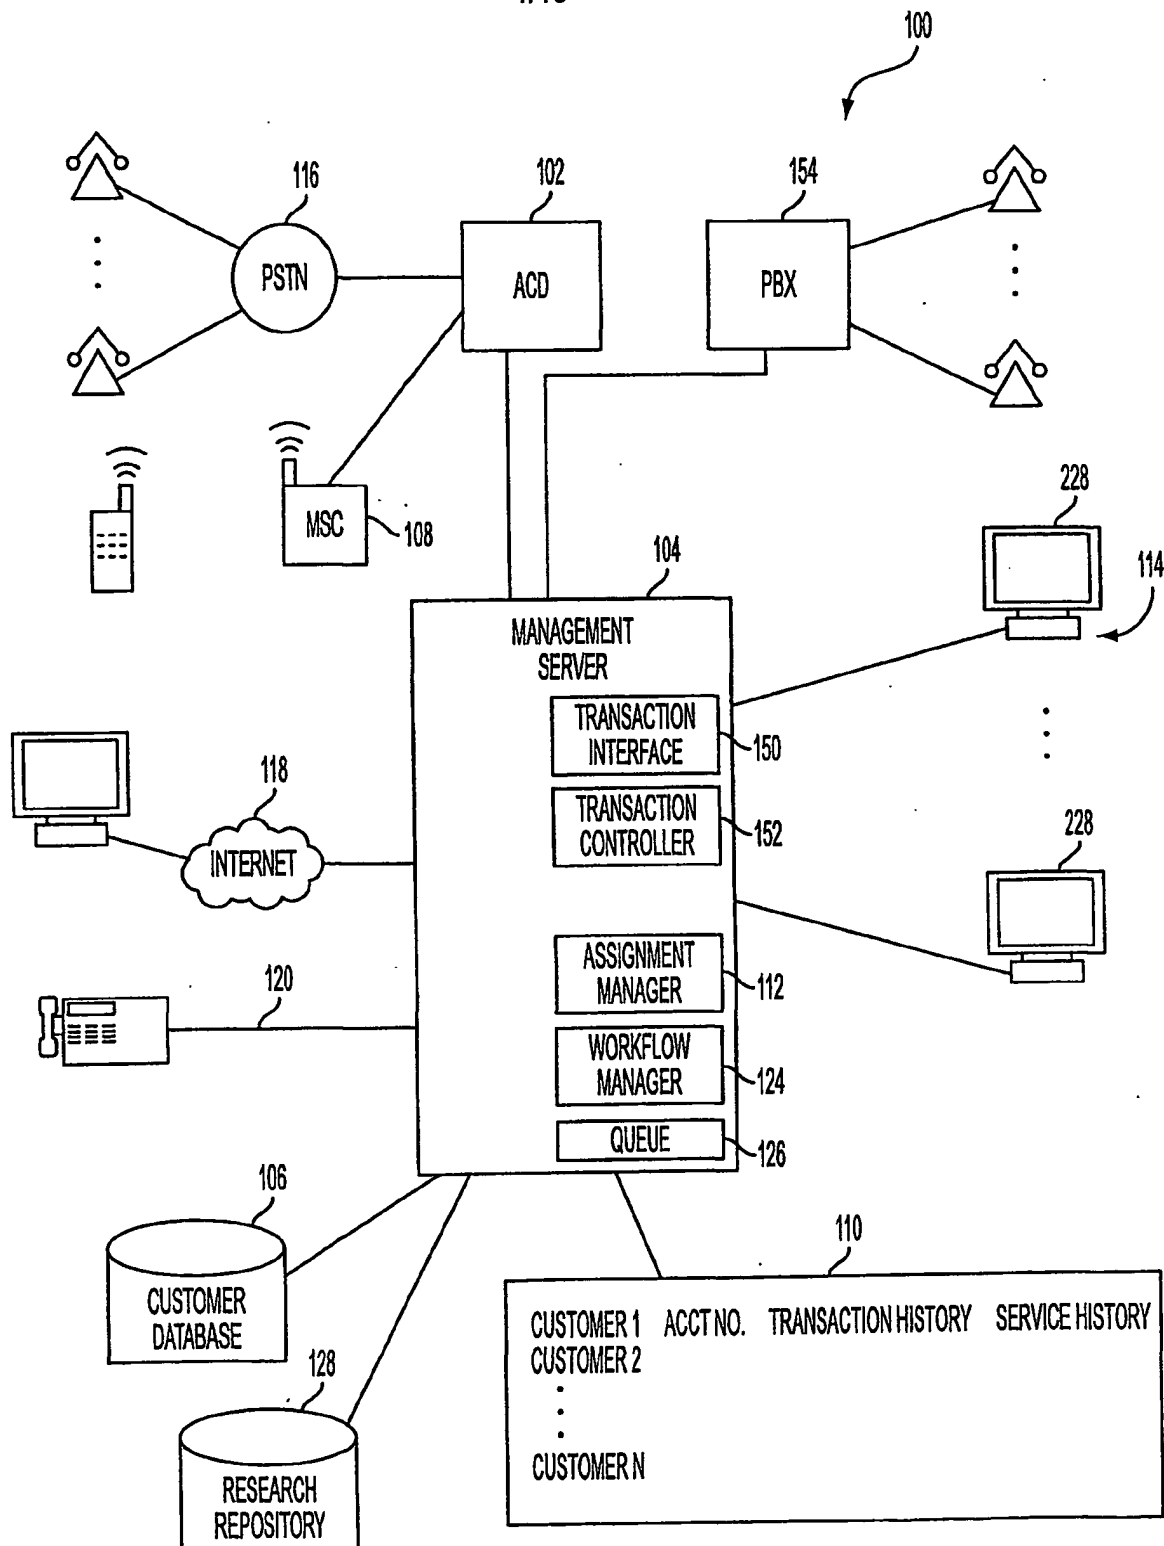 100
116
102
154
PSTN
ACD
PBX
MSC
108
104
228
114
MANAGEMENT
SERVER
TRANSACTION
INTERFACE
150
118
TRANSACTION
CONTROLLER
152
INTERNET
228
ASSIGNMENT
MANAGER
112
120
WORKFLOW
MANAGER
124
QUEUE
126
106
CUSTOMER
DATABASE
110
CUSTOMER 1 ACCT NO. TRANSACTION HISTORY SERVICE HISTORY
CUSTOMER 2
CUSTOMER N
128
RESEARCH
REPOSITORY